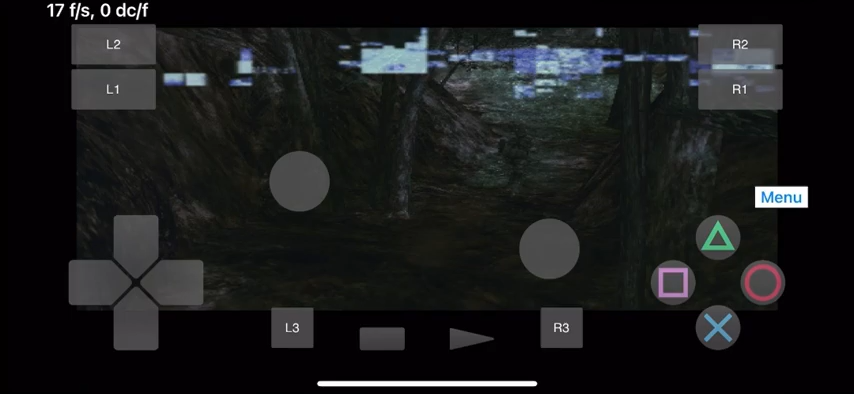 17 f/s, 0 dc/f
L2
R2
L1
R1
Menu
L3
R3